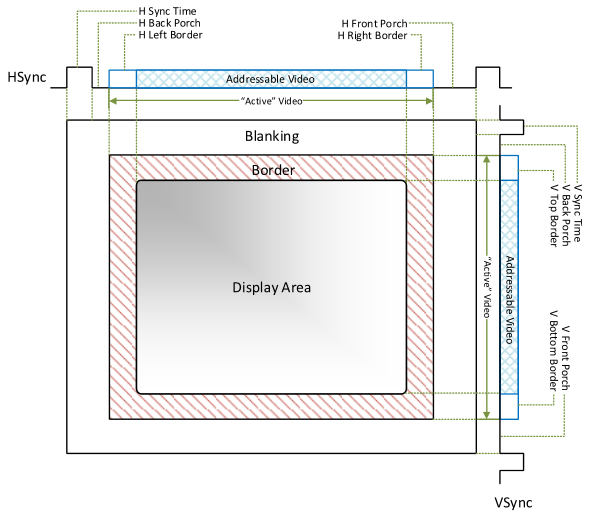 H Sync Time
H Back Porch
H Left Border
H Front Porch
H Right Border
HSync
Addressable Video
“Active” Video
Blanking
Border
Display Area
“Active” Video
Addressable Video
V Sync Time
V Back Porch
V Top Border
V Front Porch
V Bottom Border
VSync